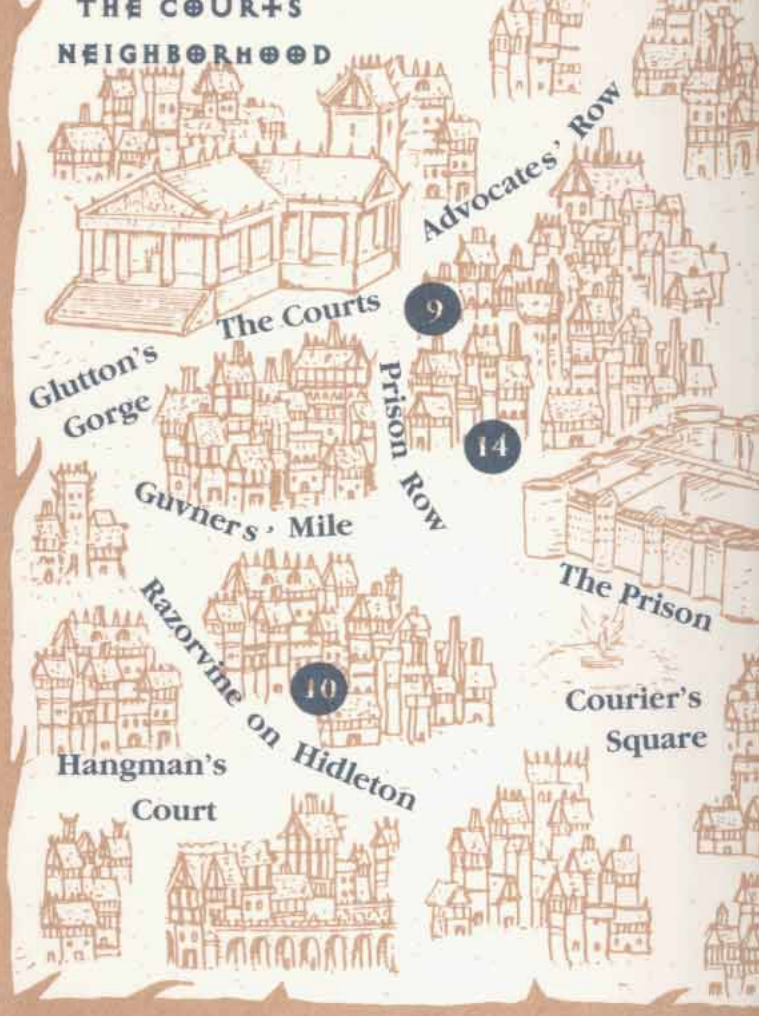 THE COURTS
NEIGHBORHOOD
Advocates' Row
The Courts
9
Glutton's
Gorge
Prison Row
14
Guvners' Mile
The Prison
Razorvine on Hidleton
10
Courier's
Square
Hangman's
Court